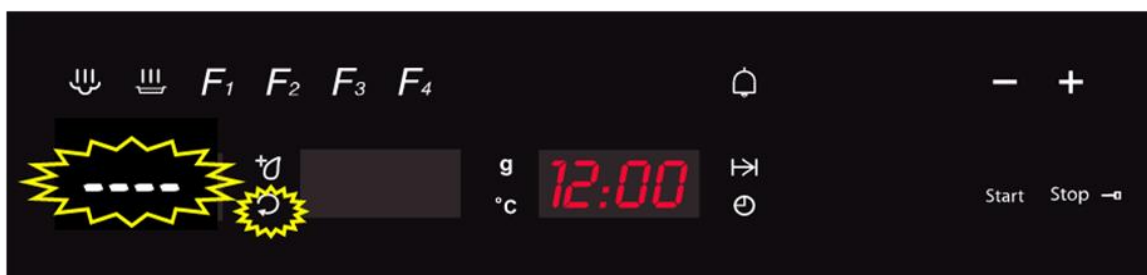 F1 F2 F3 F4 − +
---- + g 12:00
°C Start Stop